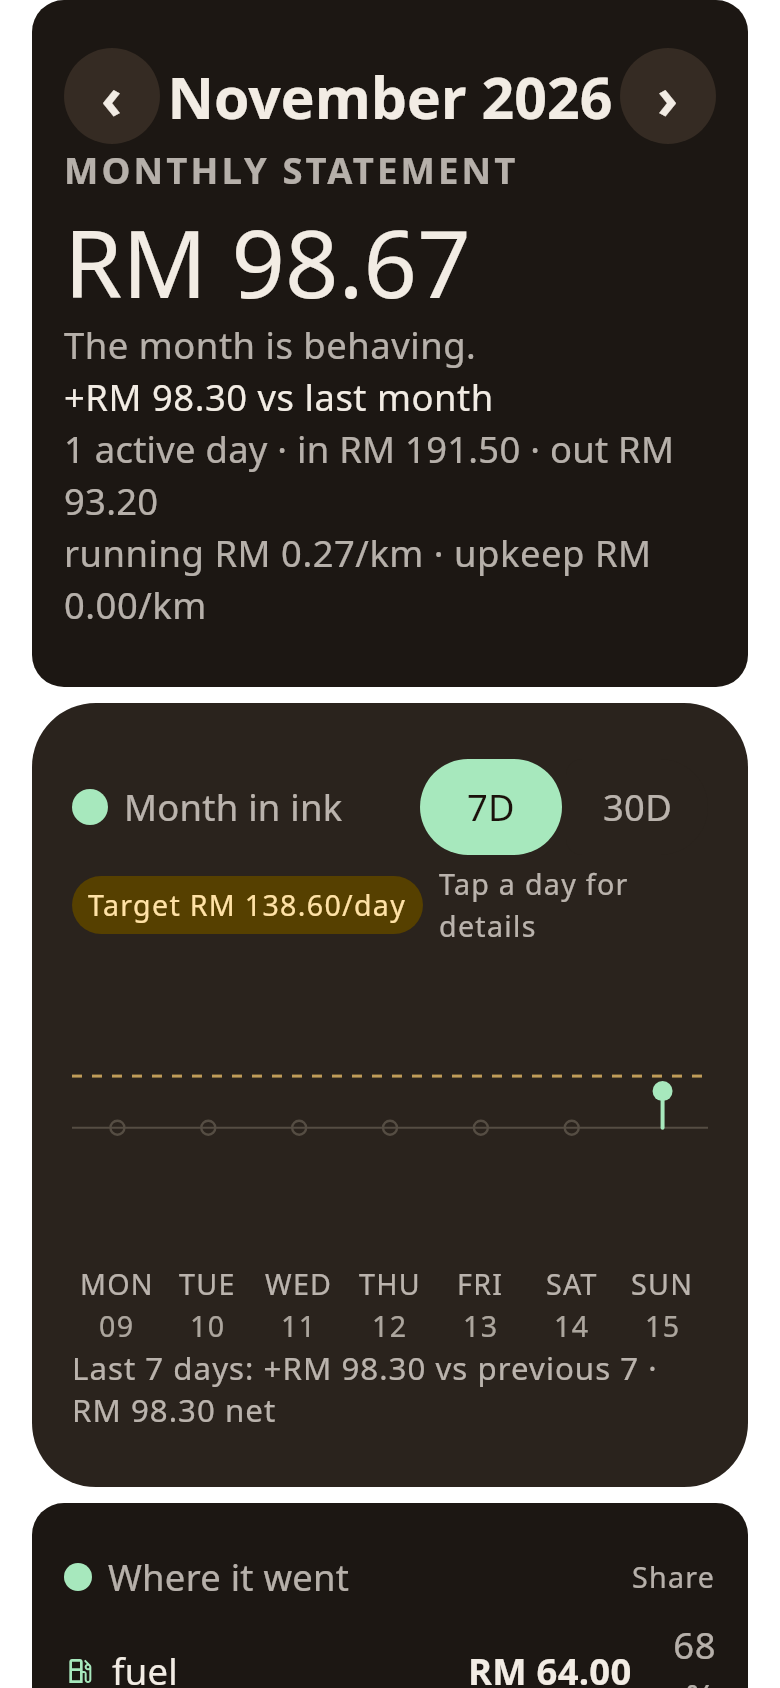 ‹ November 2026 ›
MONTHLY STATEMENT
RM 98.67
The month is behaving.
+RM 98.30 vs last month
1 active day · in RM 191.50 · out RM
93.20
running RM 0.27/km · upkeep RM
0.00/km
Month in ink 7D 30D
Target RM 138.60/day
Tap a day for
details
MON TUE WED THU FRI SAT SUN
09 10 11 12 13 14 15
Last 7 days: +RM 98.30 vs previous 7 ·
RM 98.30 net
Where it went Share
fuel RM 64.00 68
%